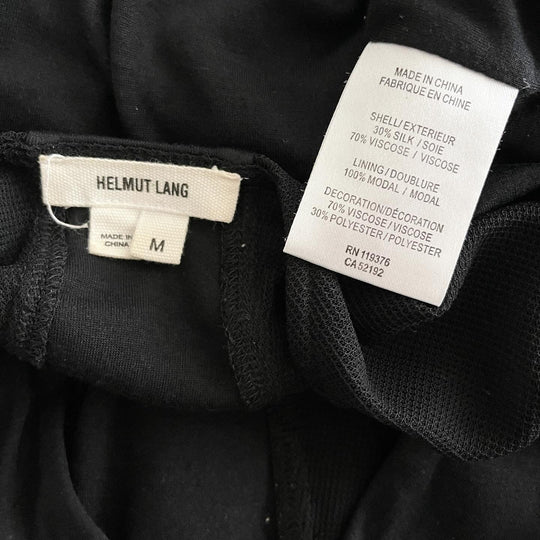 HELMUT LANG
MADE IN
CHINA
M
MADE IN CHINA
FABRIQUE EN CHINE
SHELL/ EXTERIEUR
30% SILK / SOIE
70% VISCOSE / VISCOSE
LINING / DOUBLURE
100% MODAL / MODAL
DECORATION/DÉCORATION
70% VISCOSE/ VISCOSE
30% POLYESTER / POLYESTER
RN 119376
CA 52192